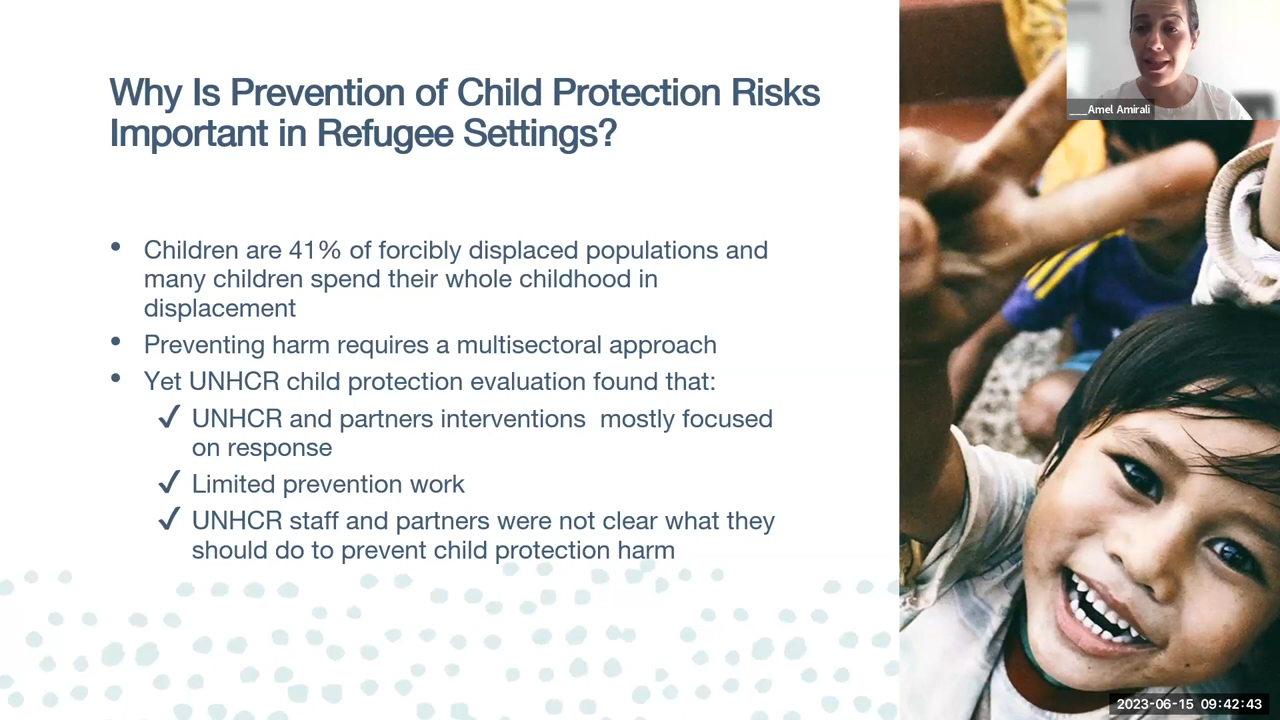 Why Is Prevention of Child Protection Risks
Important in Refugee Settings?
• Children are 41% of forcibly displaced populations and
many children spend their whole childhood in
displacement
• Preventing harm requires a multisectoral approach
• Yet UNHCR child protection evaluation found that:
✓ UNHCR and partners interventions  mostly focused
on response
✓ Limited prevention work
✓ UNHCR staff and partners were not clear what they
should do to prevent child protection harm
___Amel Amirali
2023-06-15 09:42:43